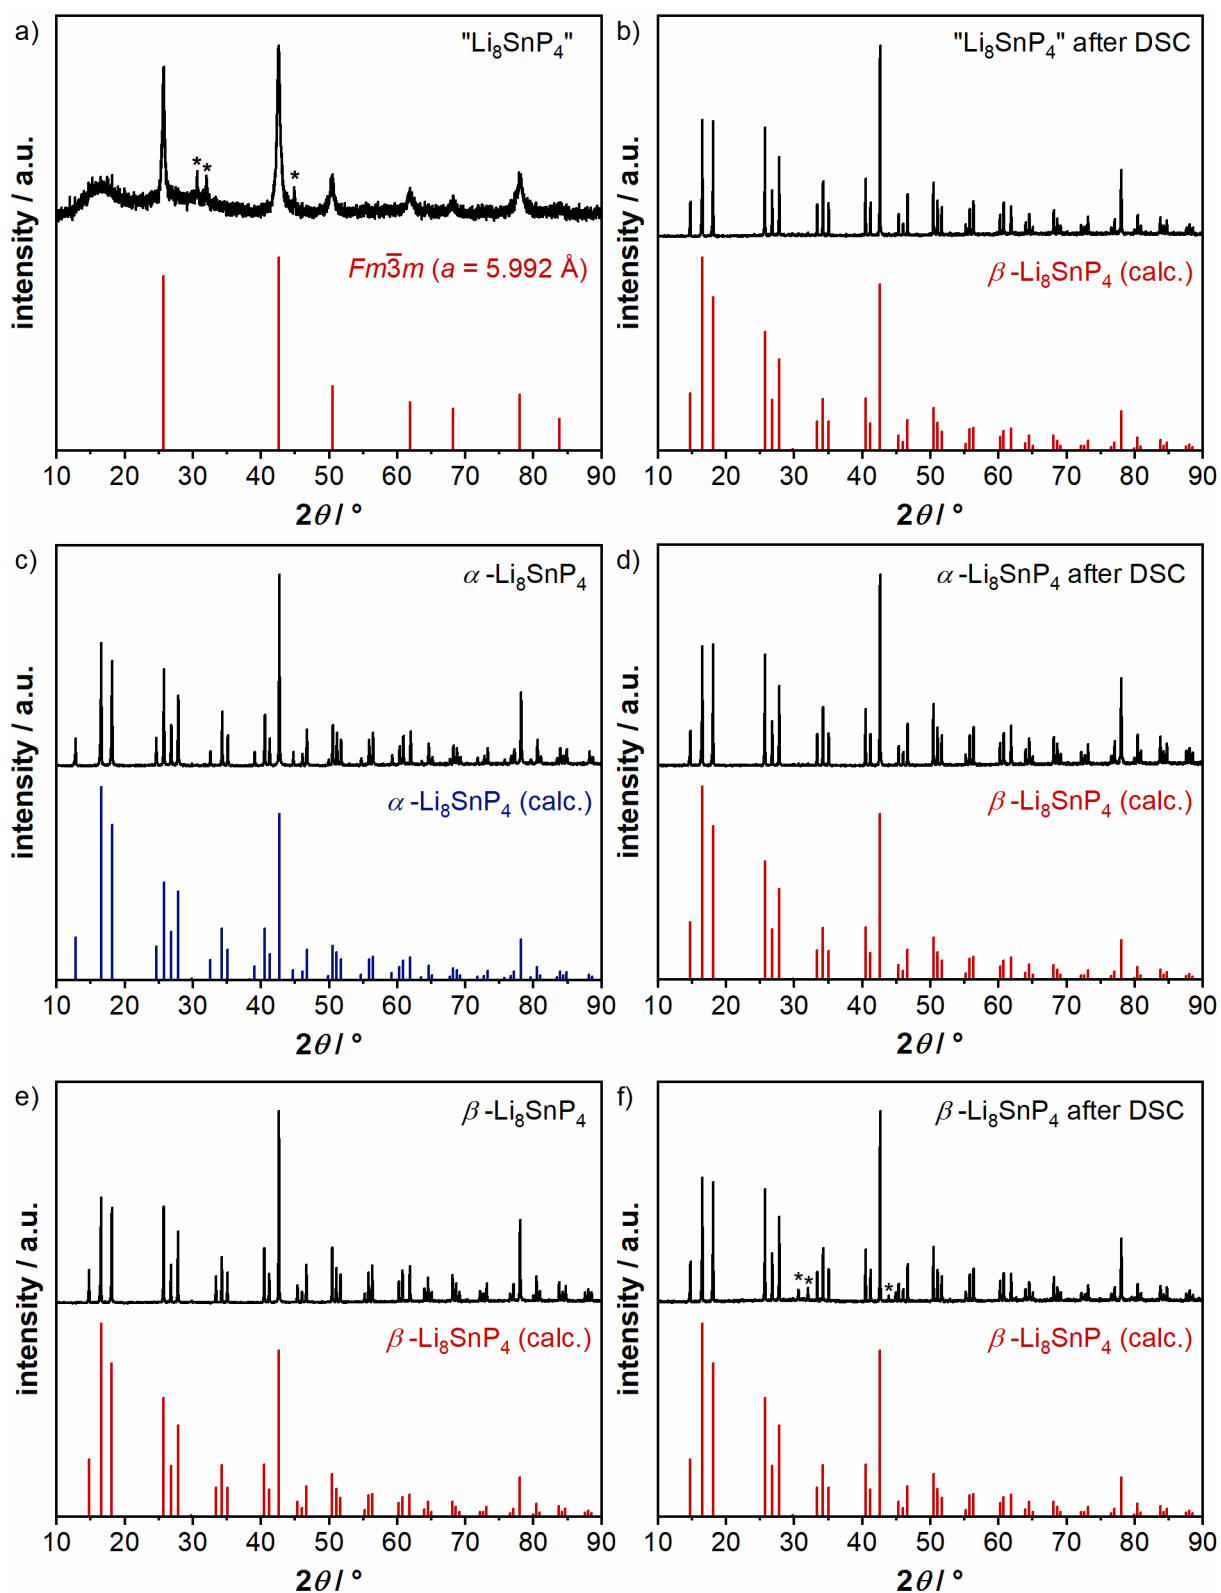 a)
"Li₈SnP₄"
* * *
Fm3̅m (a = 5.992 Å)
intensity / a.u.
10 20 30 40 50 60 70 80 90
2θ / °
b)
"Li₈SnP₄" after DSC
β-Li₈SnP₄ (calc.)
intensity / a.u.
10 20 30 40 50 60 70 80 90
2θ / °
c)
α-Li₈SnP₄
α-Li₈SnP₄ (calc.)
intensity / a.u.
10 20 30 40 50 60 70 80 90
2θ / °
d)
α-Li₈SnP₄ after DSC
β-Li₈SnP₄ (calc.)
intensity / a.u.
10 20 30 40 50 60 70 80 90
2θ / °
e)
β-Li₈SnP₄
β-Li₈SnP₄ (calc.)
intensity / a.u.
10 20 30 40 50 60 70 80 90
2θ / °
f)
β-Li₈SnP₄ after DSC
* * *
β-Li₈SnP₄ (calc.)
intensity / a.u.
10 20 30 40 50 60 70 80 90
2θ / °